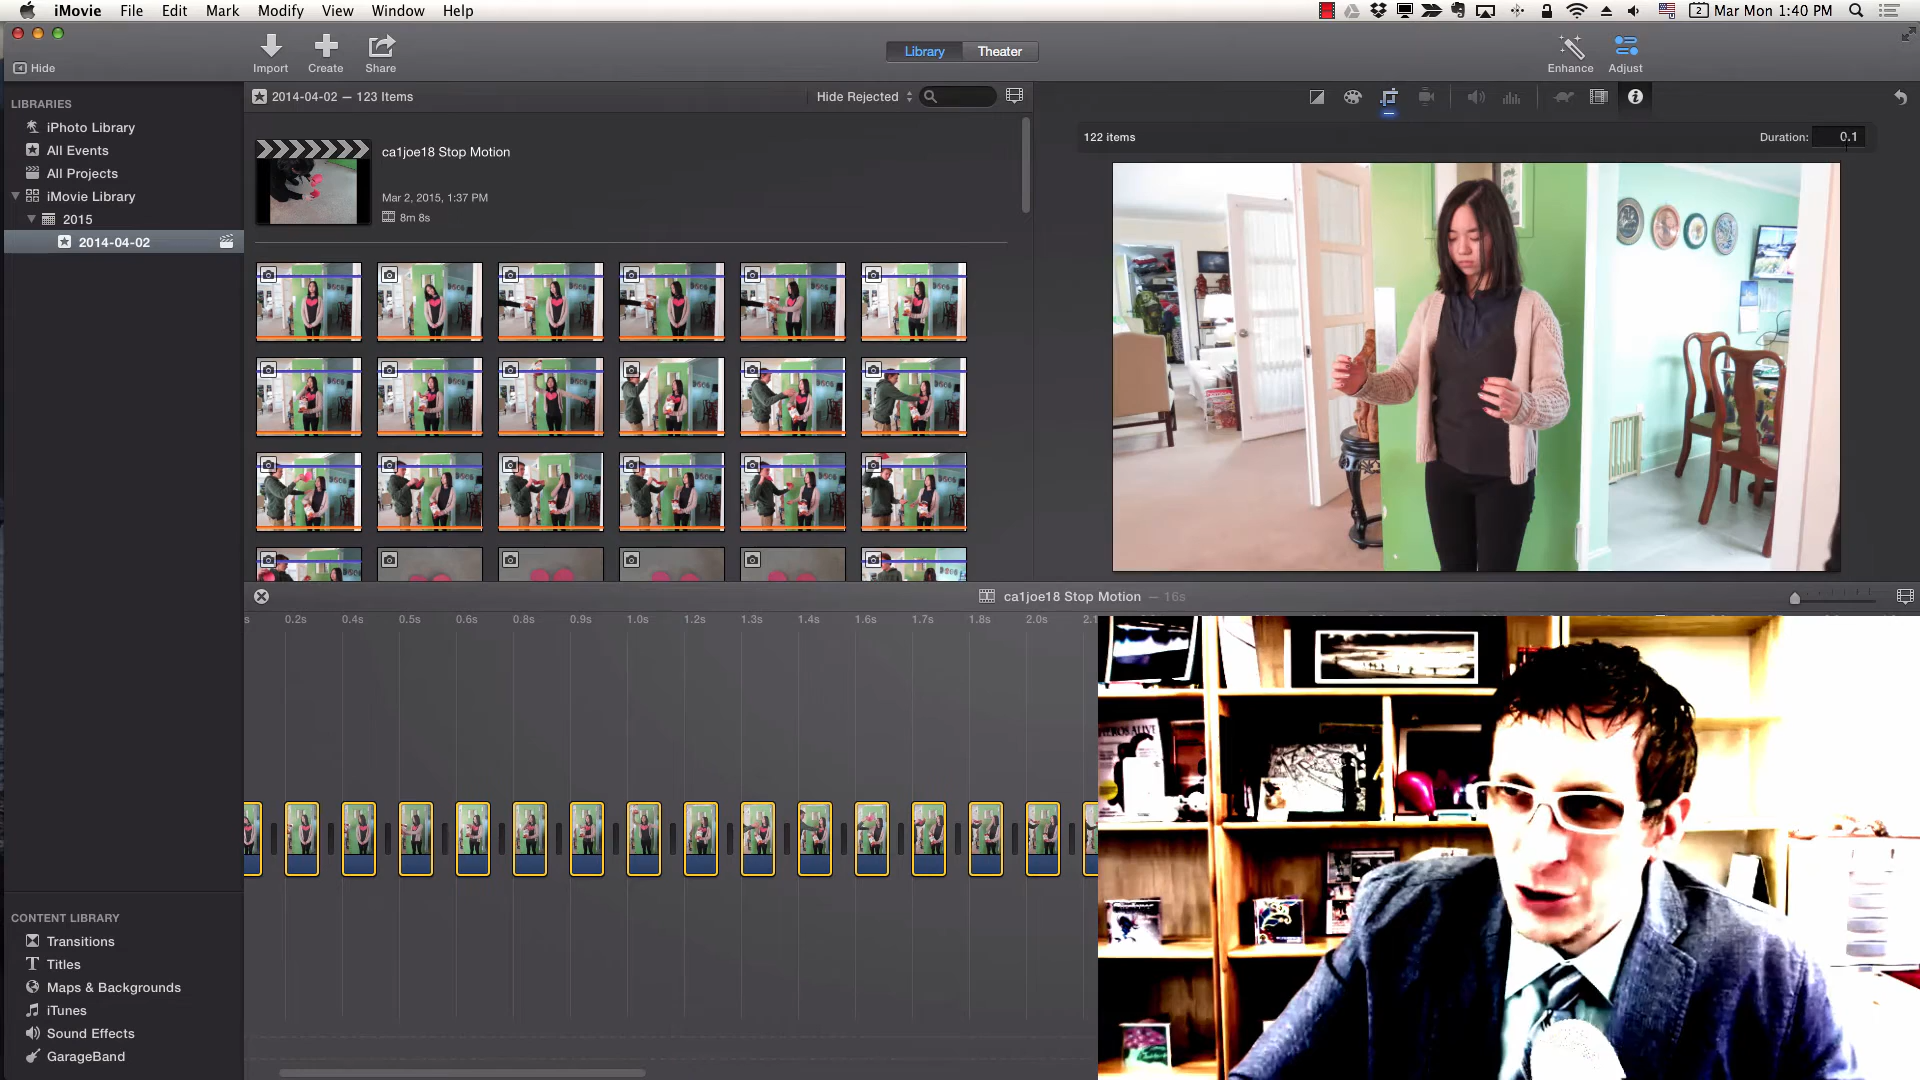 iMovie File Edit Mark Modify View Window Help
2 Mar Mon 1:40 PM
Hide
Import Create Share
Library Theater
Enhance Adjust
LIBRARIES
iPhoto Library
All Events
All Projects
iMovie Library
2015
2014-04-02
2014-04-02 — 123 Items
Hide Rejected
ca1joe18 Stop Motion
Mar 2, 2015, 1:37 PM
8m 8s
122 items
Duration: 0.1
ca1joe18 Stop Motion — 16s
s 0.2s 0.4s 0.5s 0.6s 0.8s 0.9s 1.0s 1.2s 1.3s 1.4s 1.6s 1.7s 1.8s 2.0s 2.1
CONTENT LIBRARY
Transitions
Titles
Maps & Backgrounds
iTunes
Sound Effects
GarageBand